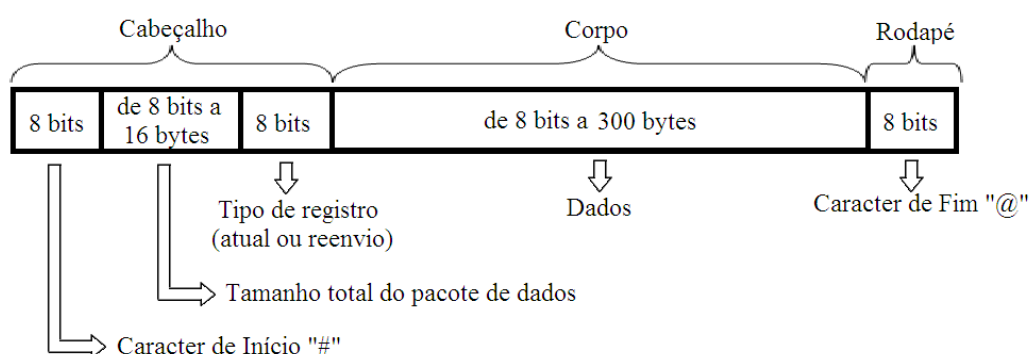 Cabeçalho
Corpo
Rodapé
8 bits
de 8 bits a
16 bytes
8 bits
de 8 bits a 300 bytes
8 bits
Tipo de registro
(atual ou reenvio)
Dados
Caracter de Fim "@"
Tamanho total do pacote de dados
Caracter de Início "#"